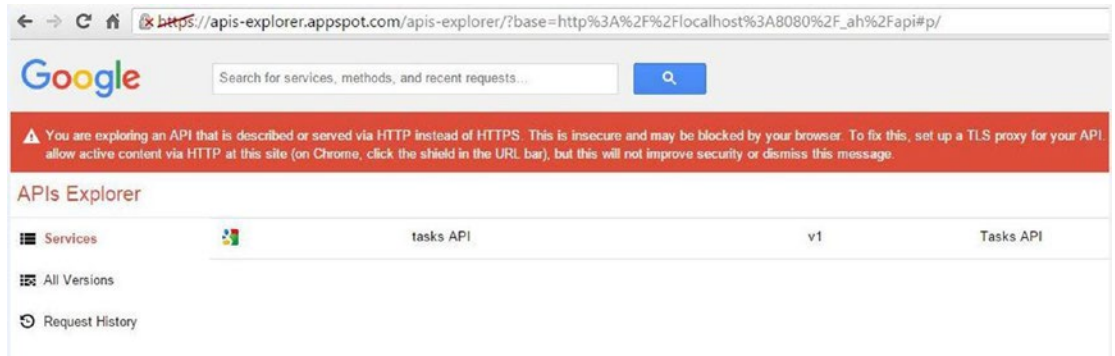 https://apis-explorer.appspot.com/apis-explorer/?base=http%3A%2F%2Flocalhost%3A8080%2F_ah%2Fapi#p/
Google
Search for services, methods, and recent requests...
You are exploring an API that is described or served via HTTP instead of HTTPS. This is insecure and may be blocked by your browser. To fix this, set up a TLS proxy for your API.
allow active content via HTTP at this site (on Chrome, click the shield in the URL bar), but this will not improve security or dismiss this message.
APIs Explorer
Services
tasks API v1 Tasks API
All Versions
Request History